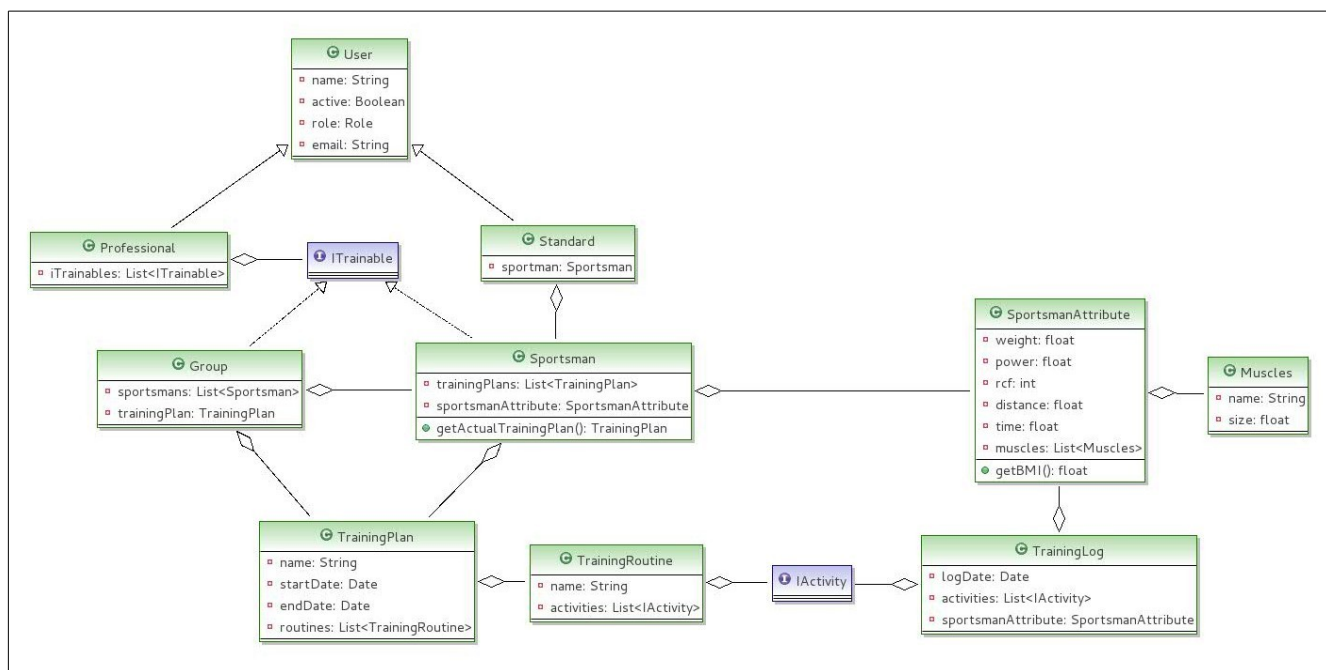 User
name: String
active: Boolean
role: Role
email: String
Professional
iTrainables: List<ITrainable>
ITrainable
Standard
sportman: Sportsman
Group
sportsmans: List<Sportsman>
trainingPlan: TrainingPlan
Sportsman
trainingPlans: List<TrainingPlan>
sportsmanAttribute: SportsmanAttribute
getActualTrainingPlan(): TrainingPlan
SportsmanAttribute
weight: float
power: float
rcf: int
distance: float
time: float
muscles: List<Muscles>
getBMI(): float
Muscles
name: String
size: float
TrainingPlan
name: String
startDate: Date
endDate: Date
routines: List<TrainingRoutine>
TrainingRoutine
name: String
activities: List<IActivity>
IActivity
TrainingLog
logDate: Date
activities: List<IActivity>
sportsmanAttribute: SportsmanAttribute